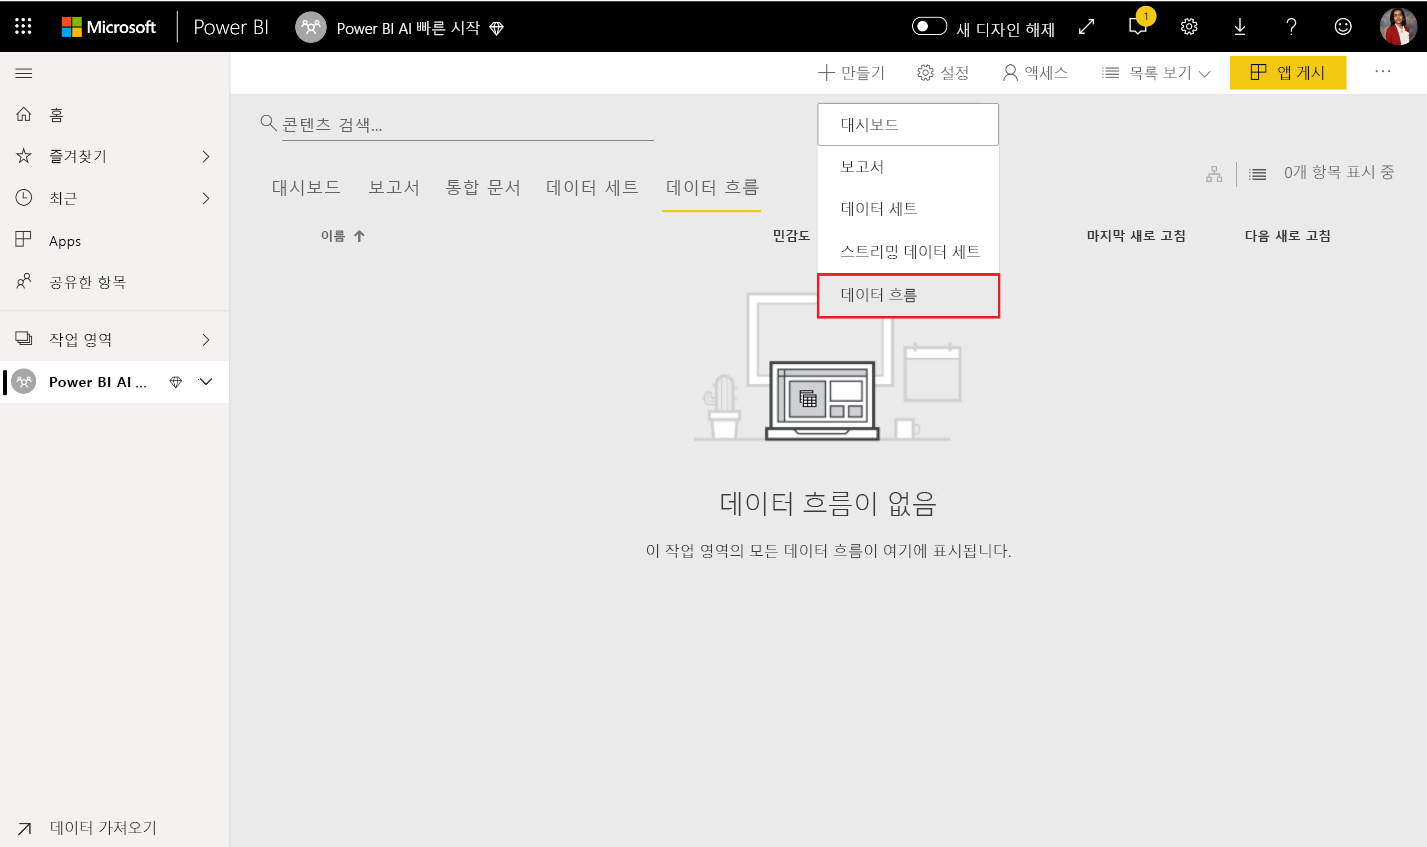 Microsoft Power BI Power BI AI 빠른 시작 새 디자인 해제 1
만들기 설정 액세스 목록 보기 앱 게시
홈
즐겨찾기
최근
Apps
공유한 항목
작업 영역
Power BI AI ...
데이터 가져오기
콘텐츠 검색...
대시보드 보고서 통합 문서 데이터 세트 데이터 흐름
0개 항목 표시 중
이름 민감도 마지막 새로 고침 다음 새로 고침
대시보드
보고서
데이터 세트
스트리밍 데이터 세트
데이터 흐름
데이터 흐름이 없음
이 작업 영역의 모든 데이터 흐름이 여기에 표시됩니다.